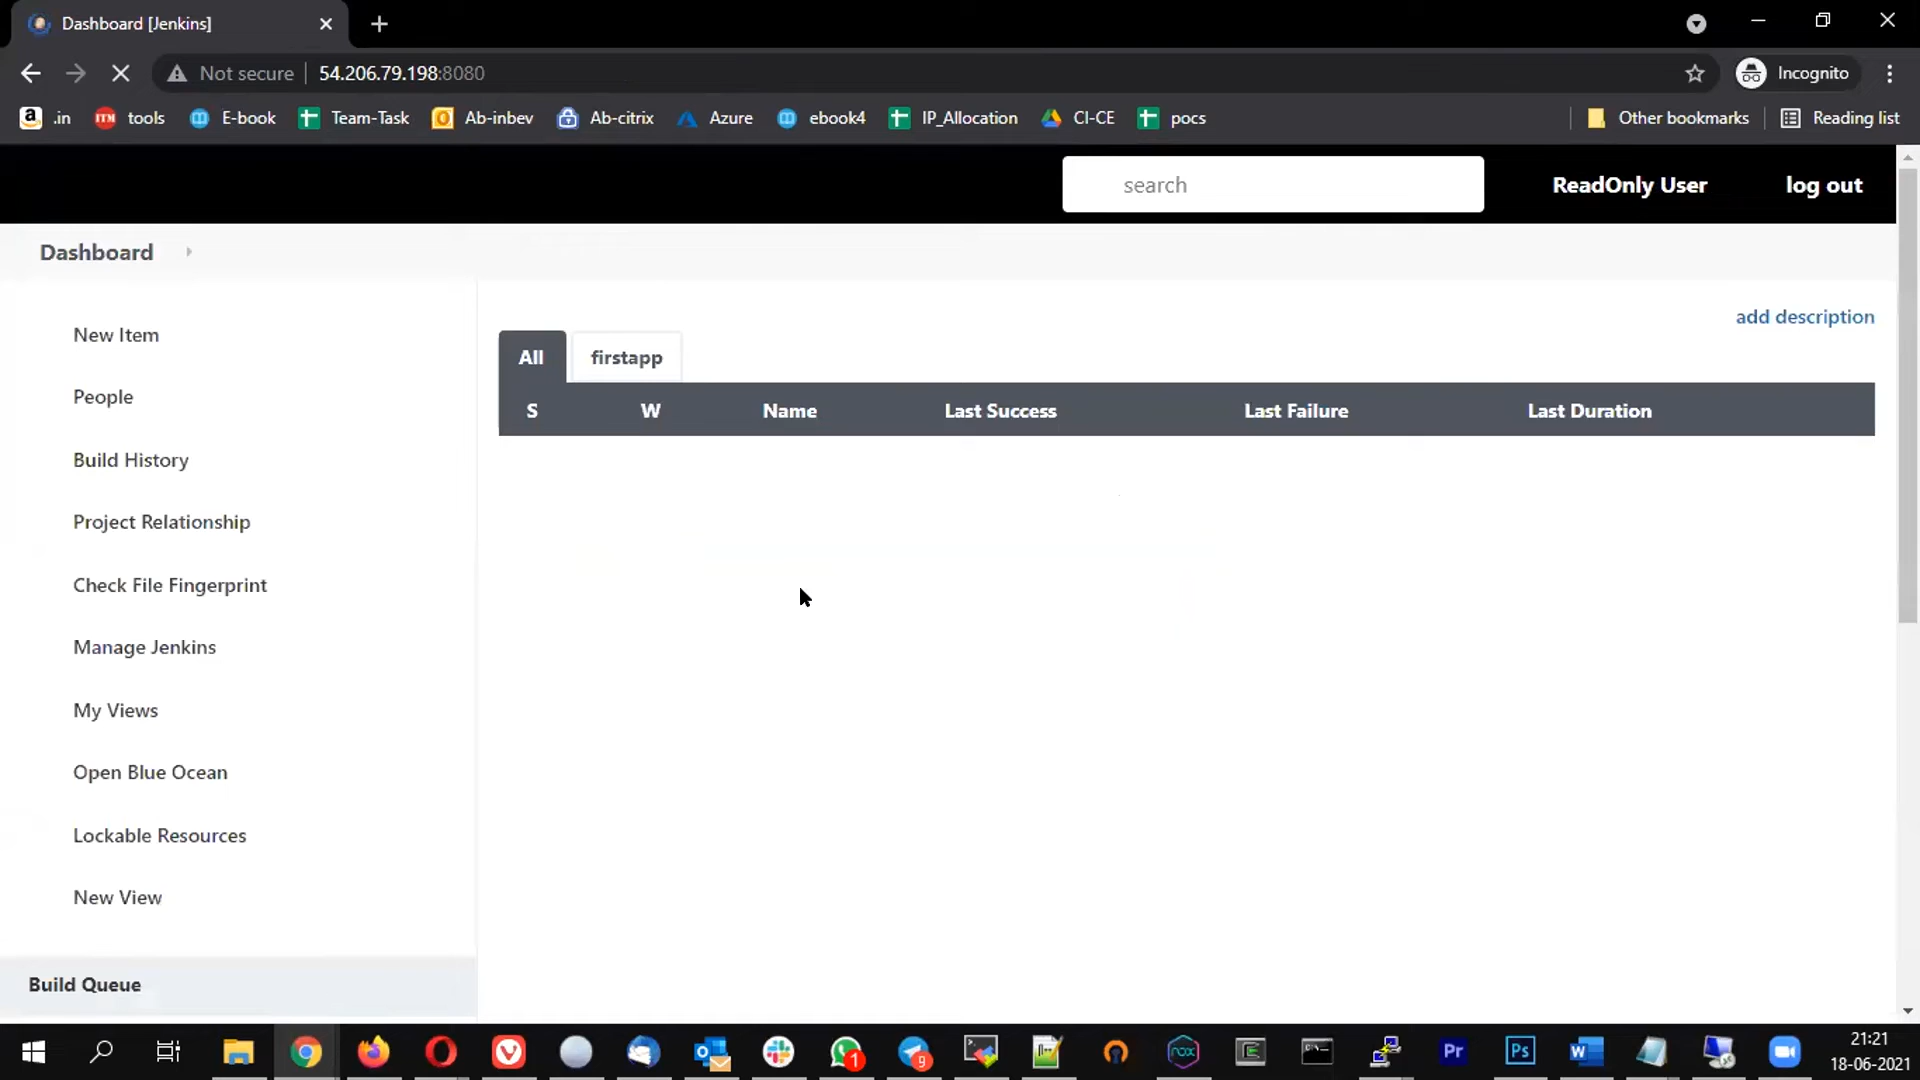 Dashboard [Jenkins]
Not secure 54.206.79.198:8080 Incognito
.in tools E-book Team-Task Ab-inbev Ab-citrix Azure ebook4 IP_Allocation CI-CE pocs Other bookmarks Reading list
search ReadOnly User log out
Dashboard
add description
New Item
People
Build History
Project Relationship
Check File Fingerprint
Manage Jenkins
My Views
Open Blue Ocean
Lockable Resources
New View
Build Queue
All firstapp
S W Name Last Success Last Failure Last Duration
21:21
18-06-2021